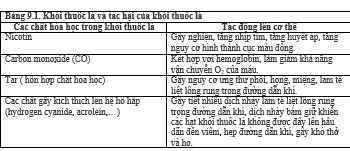 Bảng 9.1. Khói thuốc lá và tác hại của khói thuốc lá
Các chất hóa học trong khói thuốc lá
Tác động lên cơ thể
Nicotin
Gây nghiện, tăng nhịp tim, tăng huyết áp, tăng
nguy cơ hình thành cục máu đông.
Carbon monoxide (CO)
Kết hợp với hemoglobin, làm giảm khả năng
vận chuyển O₂ của máu.
Tar ( hỗn hợp chất hóa học)
Gây nguy cơ ung thư phổi, họng, miệng, làm tê
liệt lông rung trong đường dẫn khí.
Các chất gây kích thích lên hệ hô hấp
(hydrogen cyanide, acrolein,…)
Gây tiết nhiều dịch nhầy làm tê liệt lông rung
trong đường dẫn khí, dịch nhày bám giữ khiến
các hạt khói thuốc lá không được đẩy lên hầu
dẫn đến viêm, hẹp đường dẫn khí, gây khó thở
và ho.